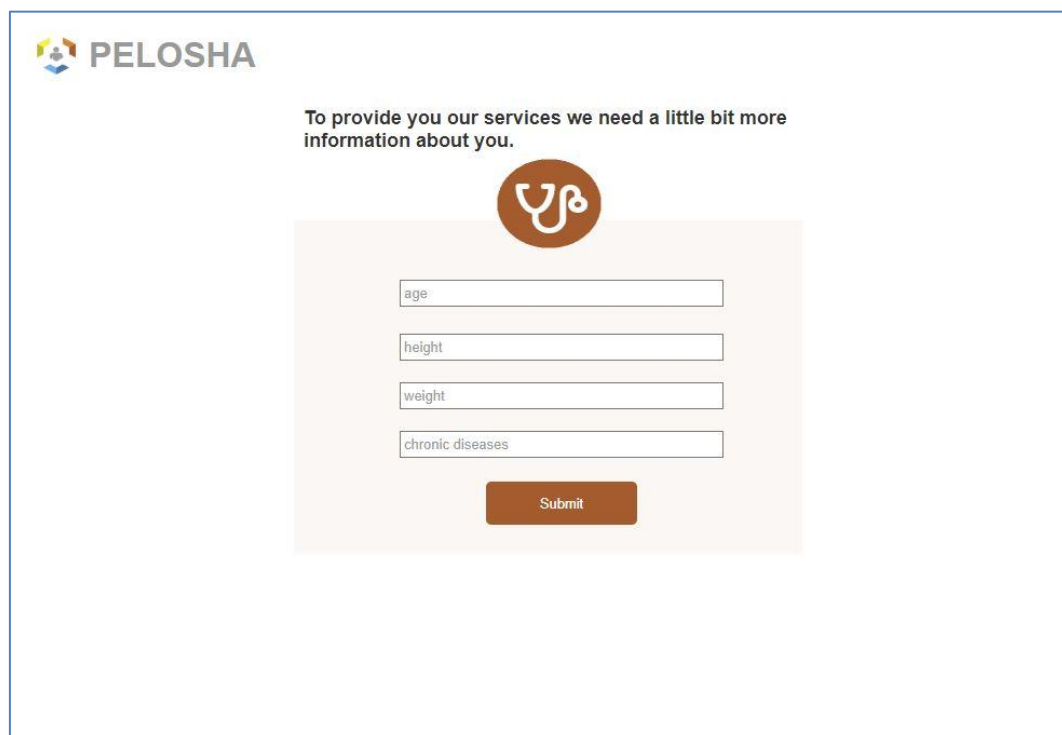 PELOSHA
To provide you our services we need a little bit more
information about you.
age
height
weight
chronic diseases
Submit